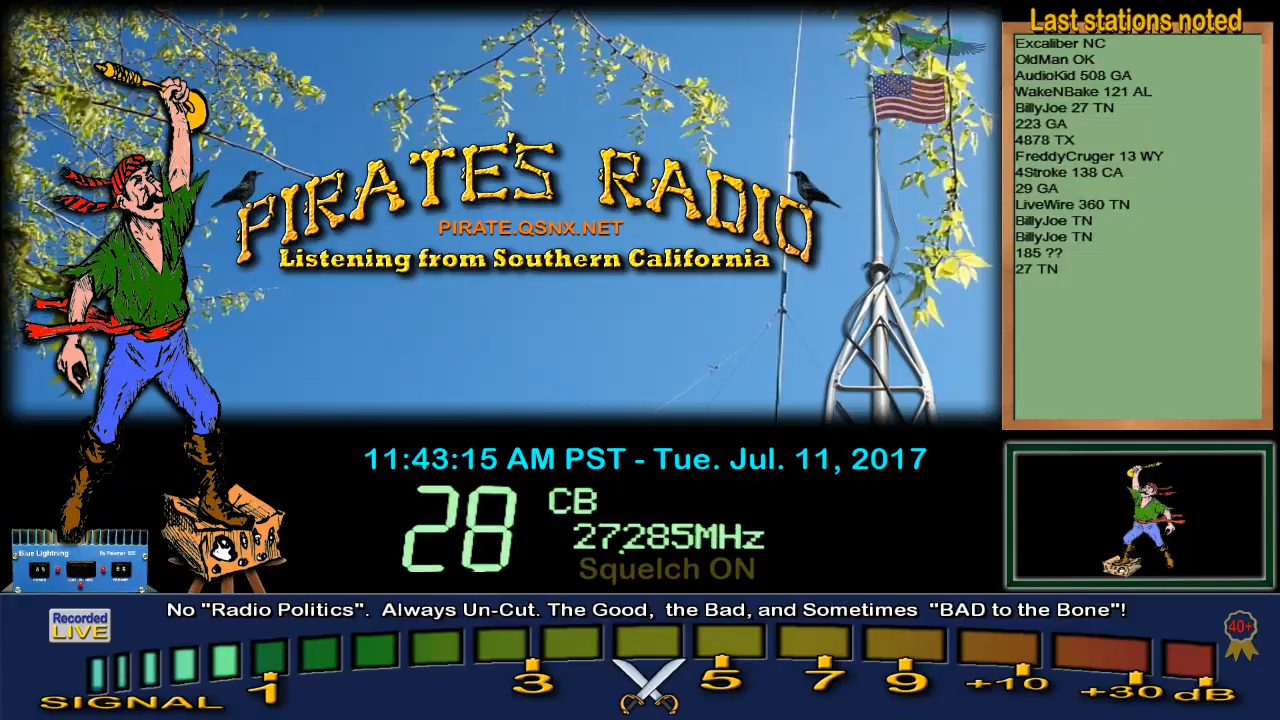 Last stations noted
Excaliber NC
OldMan OK
AudioKid 508 GA
WakeNBake 121 AL
BillyJoe 27 TN
223 GA
4878 TX
FreddyCruger 13 WY
4Stroke 138 CA
29 GA
LiveWire 360 TN
BillyJoe TN
BillyJoe TN
185 ??
27 TN
PIRATE'S RADIO
PIRATE.QSNX.NET
Listening from Southern California
11:43:15 AM PST - Tue. Jul. 11, 2017
28
CB
27.285MHz
Squelch ON
Blue Lightning By Palomar 325
No "Radio Politics". Always Un-Cut. The Good, the Bad, and Sometimes "BAD to the Bone"!
Recorded
LIVE
40+
SIGNAL 1 3 5 7 9 +10 +30 dB